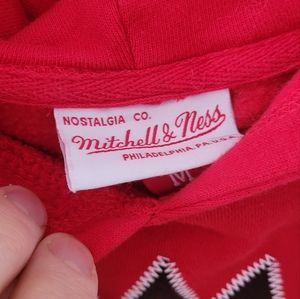 NOSTALGIA CO.
Mitchell & Ness
PHILADELPHIA, PA. U.S.A.
M